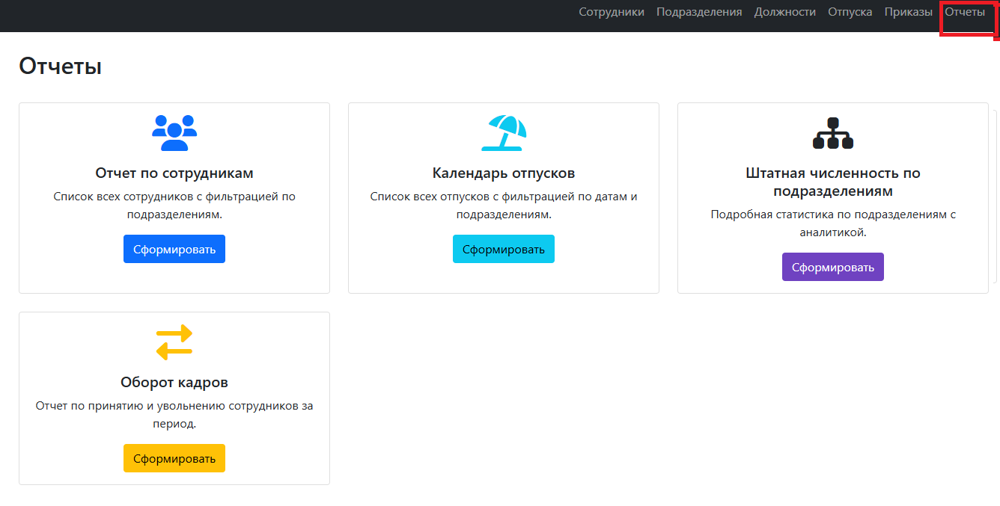 Сотрудники Подразделения Должности Отпуска Приказы Отчеты
Отчеты
Отчет по сотрудникам
Список всех сотрудников с фильтрацией по
подразделениям.
Сформировать
Календарь отпусков
Список всех отпусков с фильтрацией по датам и
подразделениям.
Сформировать
Штатная численность по
подразделениям
Подробная статистика по подразделениям с
аналитикой.
Сформировать
Оборот кадров
Отчет по принятию и увольнению сотрудников за
период.
Сформировать